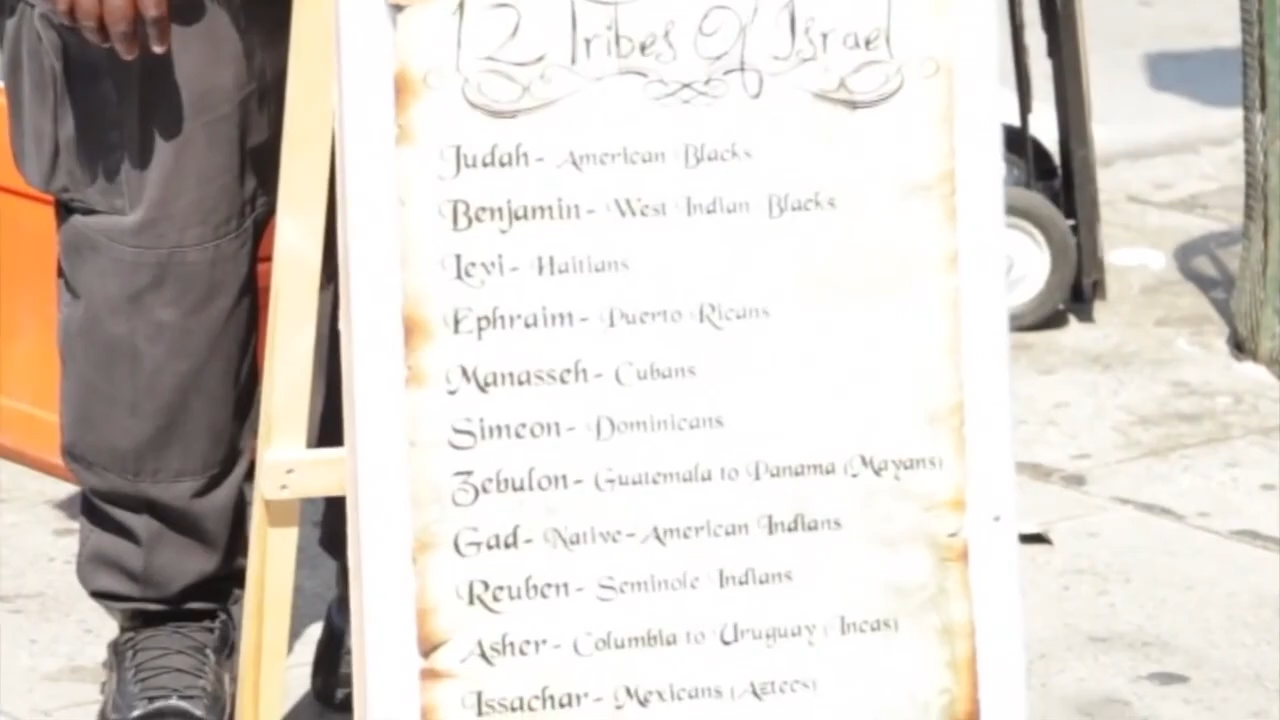 12 Tribes Of Israel
Judah- American Blacks
Benjamin- West Indian Blacks
Levi- Haitians
Ephraim- Puerto Ricans
Manasseh- Cubans
Simeon- Dominicans
Zebulon- Guatemala to Panama (Mayans)
Gad- Native-American Indians
Reuben- Seminole Indians
Asher- Columbia to Uruguay (Incas)
Issachar- Mexicans (Aztecs)